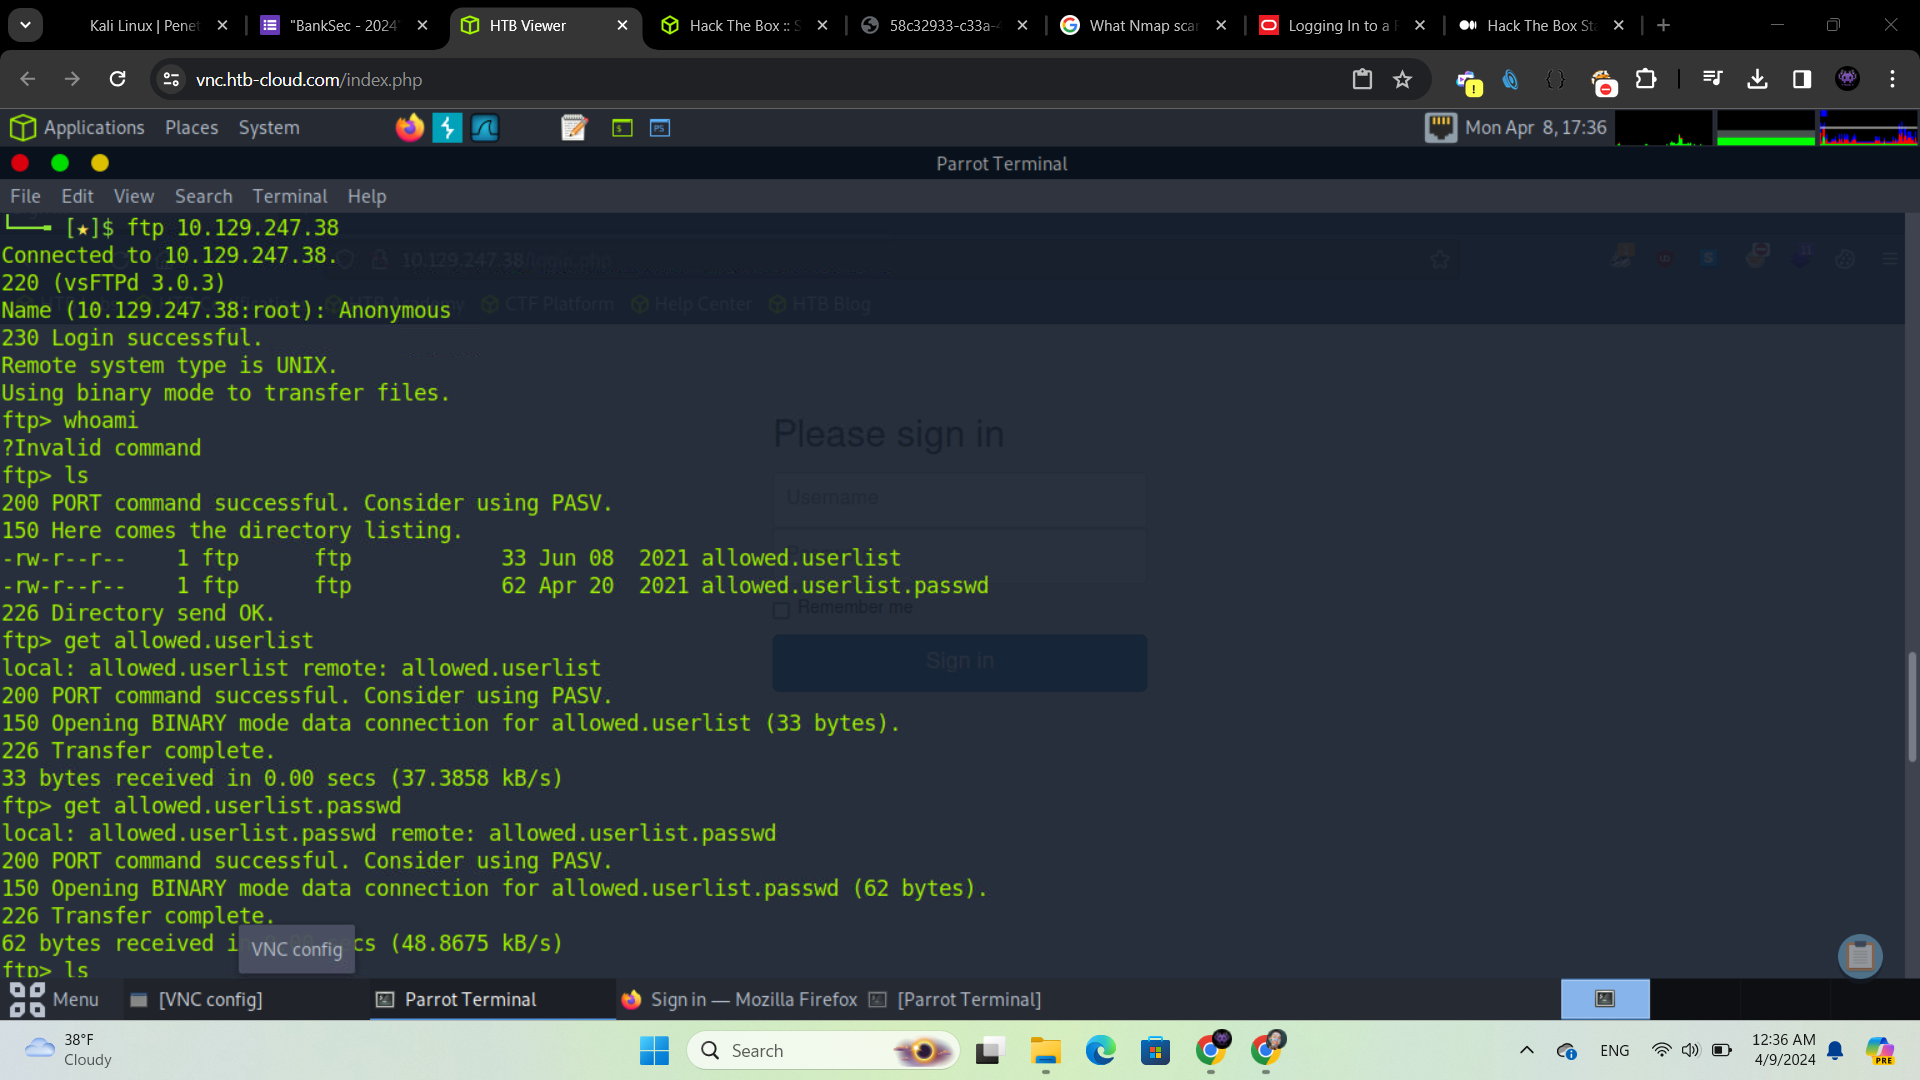 Kali Linux | Penet
"BankSec - 2024
HTB Viewer
Hack The Box :: S
58c32933-c33a-4
What Nmap scan
Logging In to a
Hack The Box Sta
vnc.htb-cloud.com/index.php
Applications Places System
Mon Apr 8, 17:36
Parrot Terminal
File Edit View Search Terminal Help
└──╼ [★]$ ftp 10.129.247.38
Connected to 10.129.247.38.
10.129.247.38/login.php
220 (vsFTPd 3.0.3)
HTB Academy CTF Platform Help Center HTB Blog
Name (10.129.247.38:root): Anonymous
230 Login successful.
Remote system type is UNIX.
Using binary mode to transfer files.
ftp> whoami
Please sign in
?Invalid command
ftp> ls
Username
200 PORT command successful. Consider using PASV.
150 Here comes the directory listing.
-rw-r--r-- 1 ftp ftp 33 Jun 08 2021 allowed.userlist
-rw-r--r-- 1 ftp ftp 62 Apr 20 2021 allowed.userlist.passwd
Remember me
226 Directory send OK.
ftp> get allowed.userlist
Sign in
local: allowed.userlist remote: allowed.userlist
200 PORT command successful. Consider using PASV.
150 Opening BINARY mode data connection for allowed.userlist (33 bytes).
226 Transfer complete.
33 bytes received in 0.00 secs (37.3858 kB/s)
ftp> get allowed.userlist.passwd
local: allowed.userlist.passwd remote: allowed.userlist.passwd
200 PORT command successful. Consider using PASV.
150 Opening BINARY mode data connection for allowed.userlist.passwd (62 bytes).
226 Transfer complete.
62 bytes received i cs (48.8675 kB/s)
VNC config
ftp> ls
Menu [VNC config] Parrot Terminal Sign in — Mozilla Firefox [Parrot Terminal]
38°F
Cloudy
Search
ENG
12:36 AM
4/9/2024
PRE